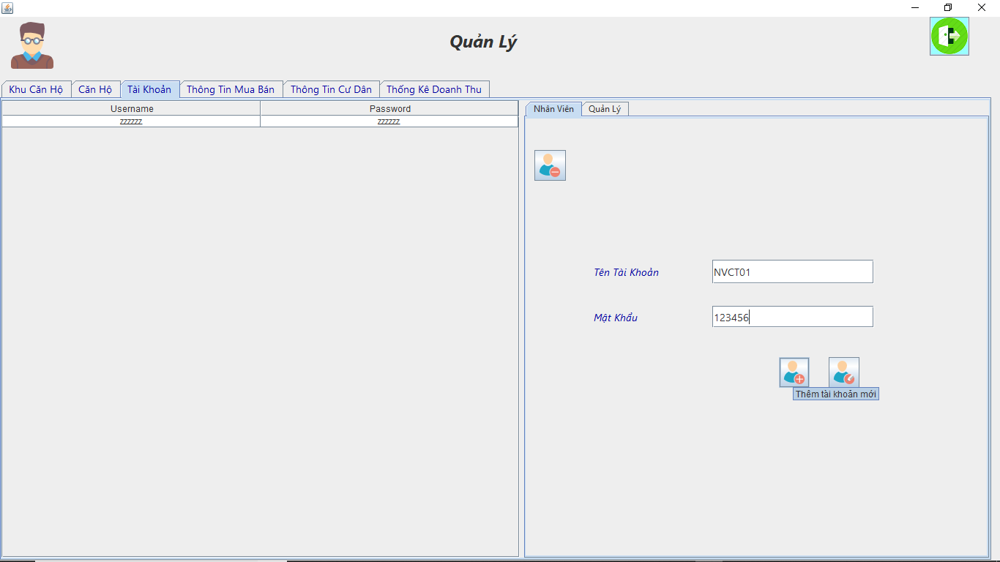 Quản Lý
Khu Căn Hộ Căn Hộ Tài Khoản Thông Tin Mua Bán Thông Tin Cư Dân Thống Kê Doanh Thu
Username Password
zzzzzz zzzzzz
Nhân Viên Quản Lý
Tên Tài Khoản NVCT01
Mật Khẩu 123456
Thêm tài khoản mới